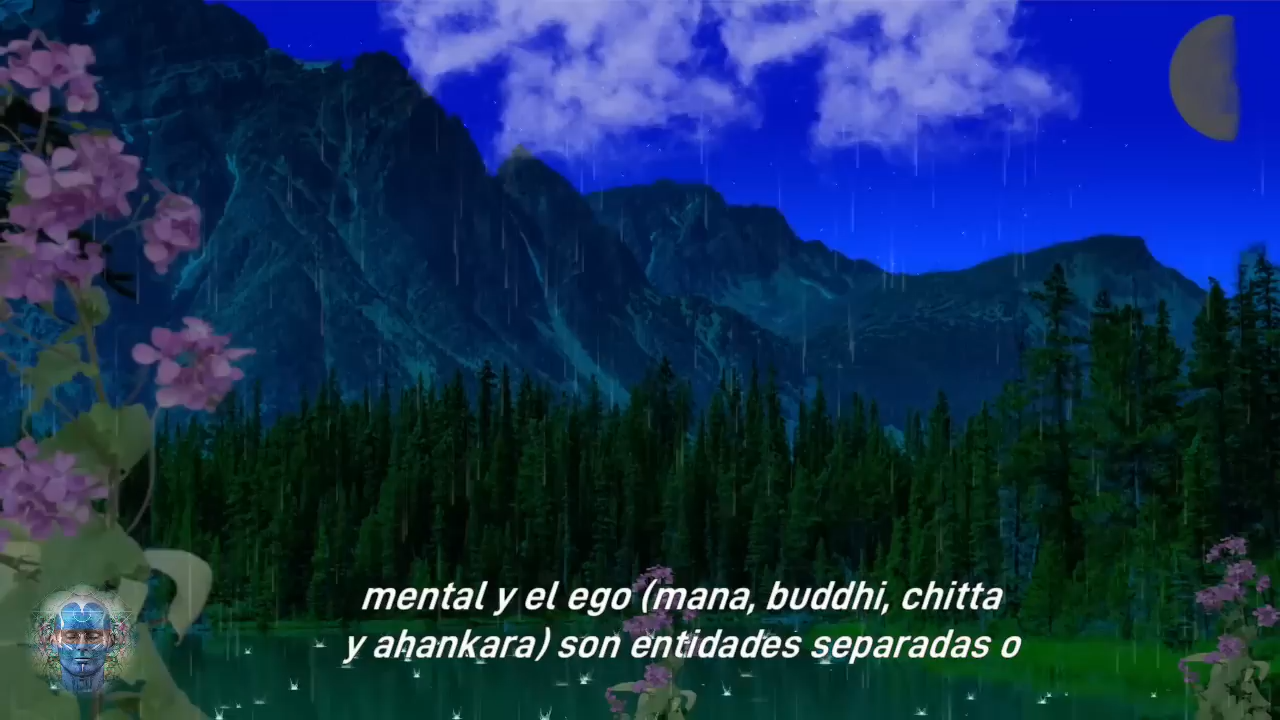 mental y el ego (mana, buddhi, chitta
y ahankara) son entidades separadas o